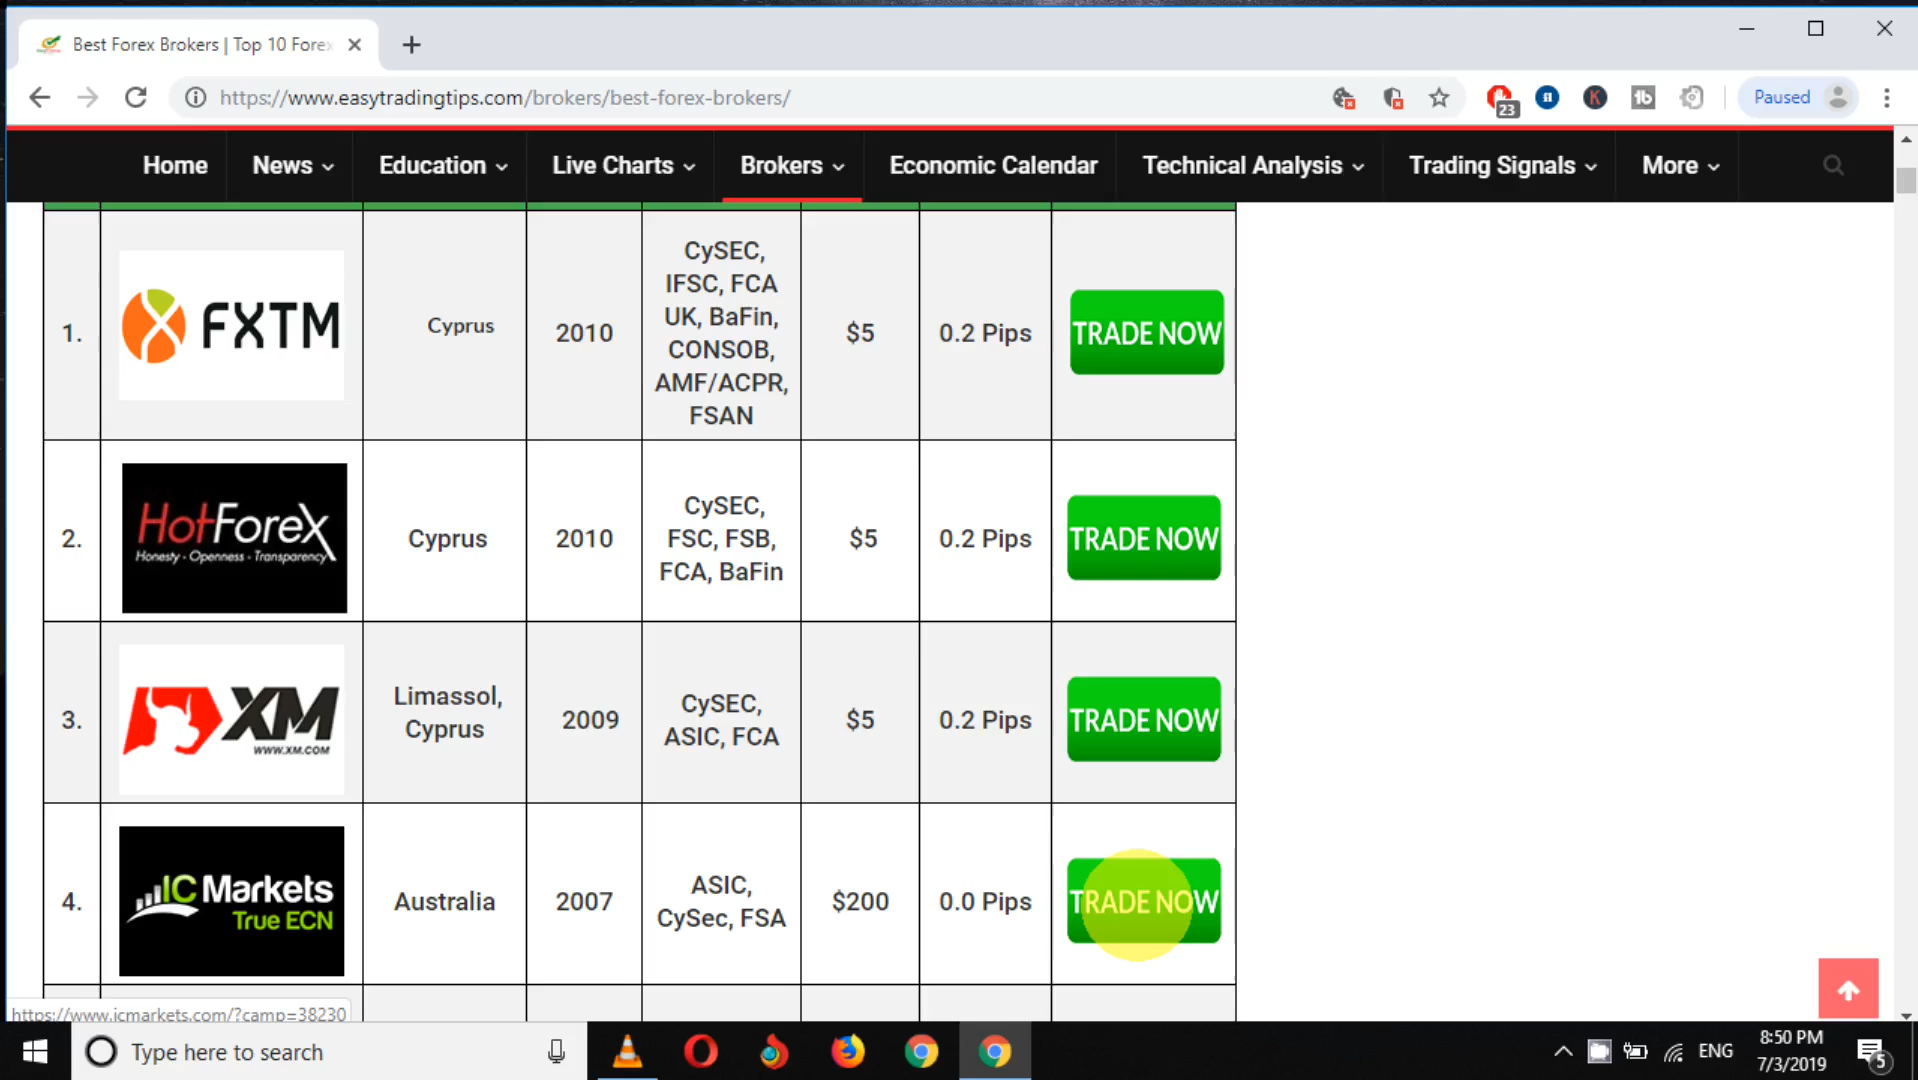 Best Forex Brokers | Top 10 Forex
https://www.easytradingtips.com/brokers/best-forex-brokers/
23
Paused
Home
News
Education
Live Charts
Brokers
Economic Calendar
Technical Analysis
Trading Signals
More
1.
FXTM
Cyprus
2010
CySEC,
IFSC, FCA
UK, BaFin,
CONSOB,
AMF/ACPR,
FSAN
$5
0.2 Pips
TRADE NOW
2.
HotForex
Honesty - Openness - Transparency
Cyprus
2010
CySEC,
FSC, FSB,
FCA, BaFin
$5
0.2 Pips
TRADE NOW
3.
XM
WWW.XM.COM
Limassol,
Cyprus
2009
CySEC,
ASIC, FCA
$5
0.2 Pips
TRADE NOW
4.
IC Markets
True ECN
Australia
2007
ASIC,
CySec, FSA
$200
0.0 Pips
TRADE NOW
https://www.icmarkets.com/?camp=38230
Type here to search
ENG
8:50 PM
7/3/2019
5